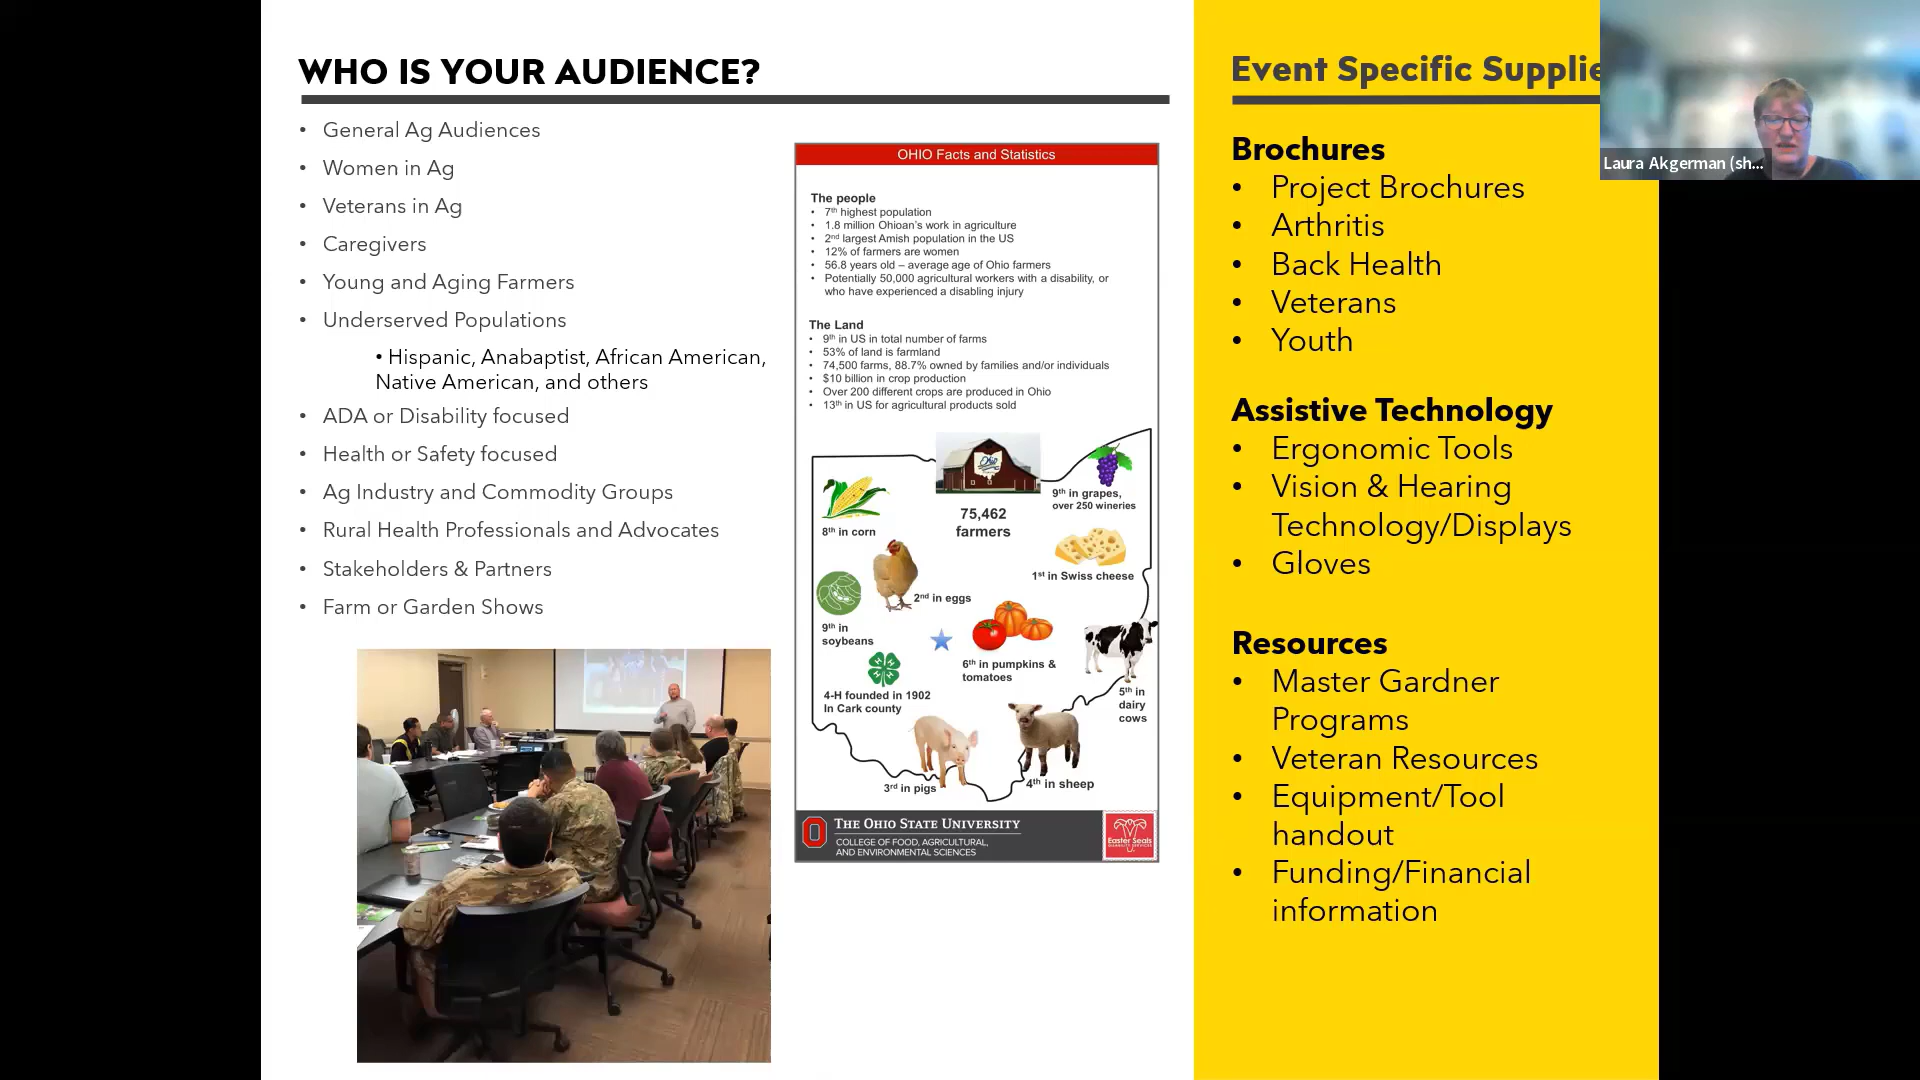 WHO IS YOUR AUDIENCE?
• General Ag Audiences
• Women in Ag
• Veterans in Ag
• Caregivers
• Young and Aging Farmers
• Underserved Populations
• Hispanic, Anabaptist, African American,
Native American, and others
• ADA or Disability focused
• Health or Safety focused
• Ag Industry and Commodity Groups
• Rural Health Professionals and Advocates
• Stakeholders & Partners
• Farm or Garden Shows
OHIO Facts and Statistics
The people
• 7th highest population
• 1.8 million Ohioan's work in agriculture
• 2nd largest Amish population in the US
• 12% of farmers are women
• 56.8 years old – average age of Ohio farmers
• Potentially 50,000 agricultural workers with a disability, or
who have experienced a disabling injury
The Land
• 9th in US in total number of farms
• 53% of land is farmland
• 74,500 farms, 88.7% owned by families and/or individuals
• $10 billion in crop production
• Over 200 different crops are produced in Ohio
• 13th in US for agricultural products sold
Ohio
8th in corn
75,462
farmers
9th in grapes,
over 250 wineries
1st in Swiss cheese
2nd in eggs
9th in
soybeans
6th in pumpkins &
tomatoes
H H H H
4-H founded in 1902
In Cark county
5th in
dairy
cows
3rd in pigs
4th in sheep
THE OHIO STATE UNIVERSITY
COLLEGE OF FOOD, AGRICULTURAL,
AND ENVIRONMENTAL SCIENCES
Easter Seals
Event Specific Supplie
Brochures
• Project Brochures
• Arthritis
• Back Health
• Veterans
• Youth
Assistive Technology
• Ergonomic Tools
• Vision & Hearing
Technology/Displays
• Gloves
Resources
• Master Gardner
Programs
• Veteran Resources
• Equipment/Tool
handout
• Funding/Financial
information
Laura Akgerman (sh...